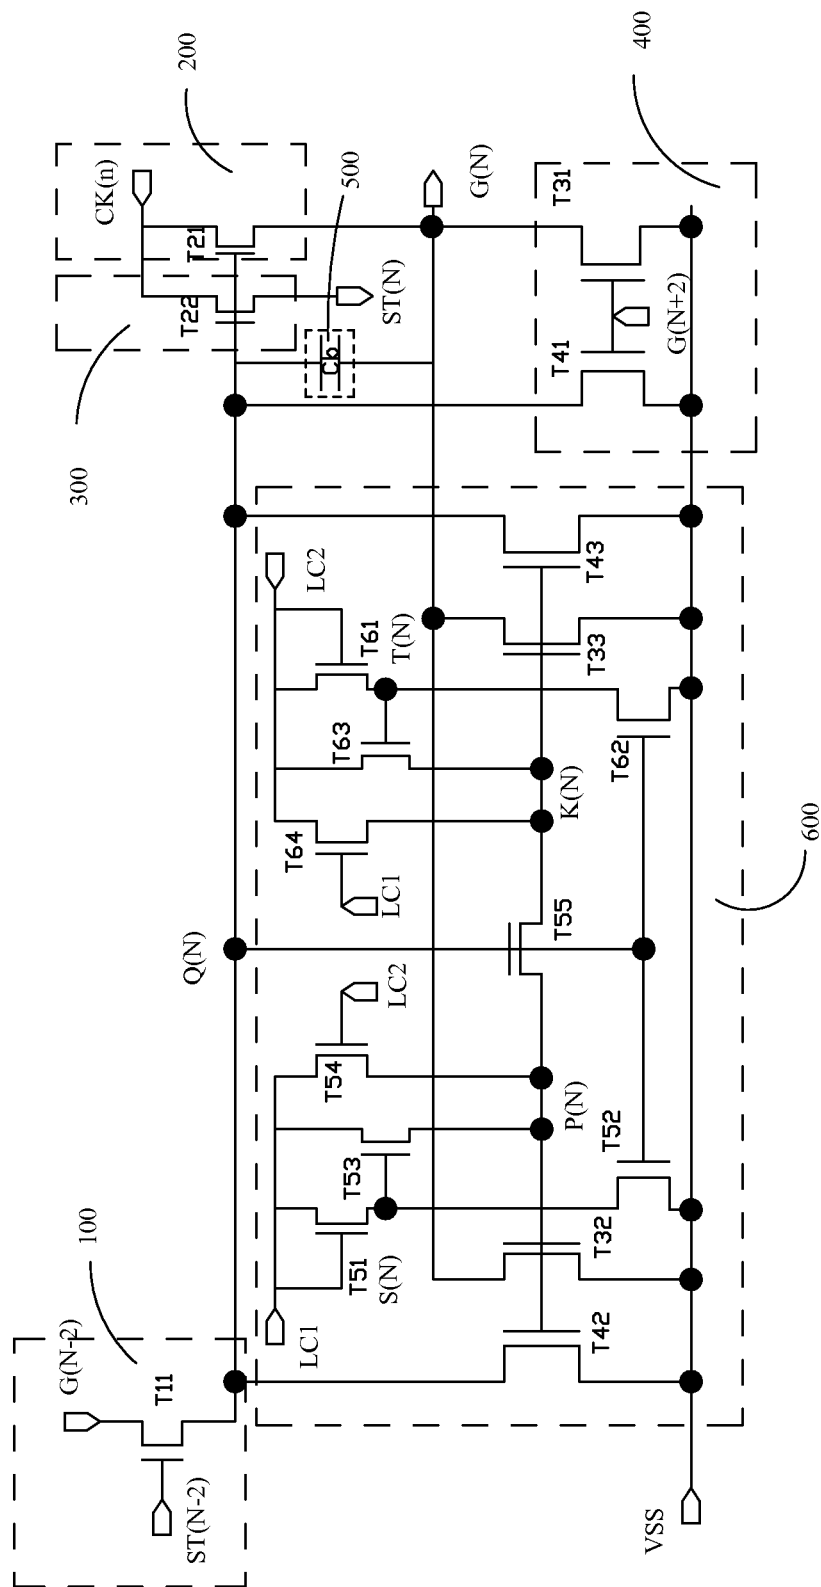 200
400
CK(n)
500
G(N)
T31
T21
T22
ST(N)
Cb
G(N+2)
T41
300
LC2
T61
T(N)
T43
T33
T63
T62
K(N)
T64
LC1
600
Q(N)
T55
LC2
T54
P(N)
T52
T53
T32
100
T51
S(N)
T42
LC1
G(N-2)
T11
ST(N-2)
VSS